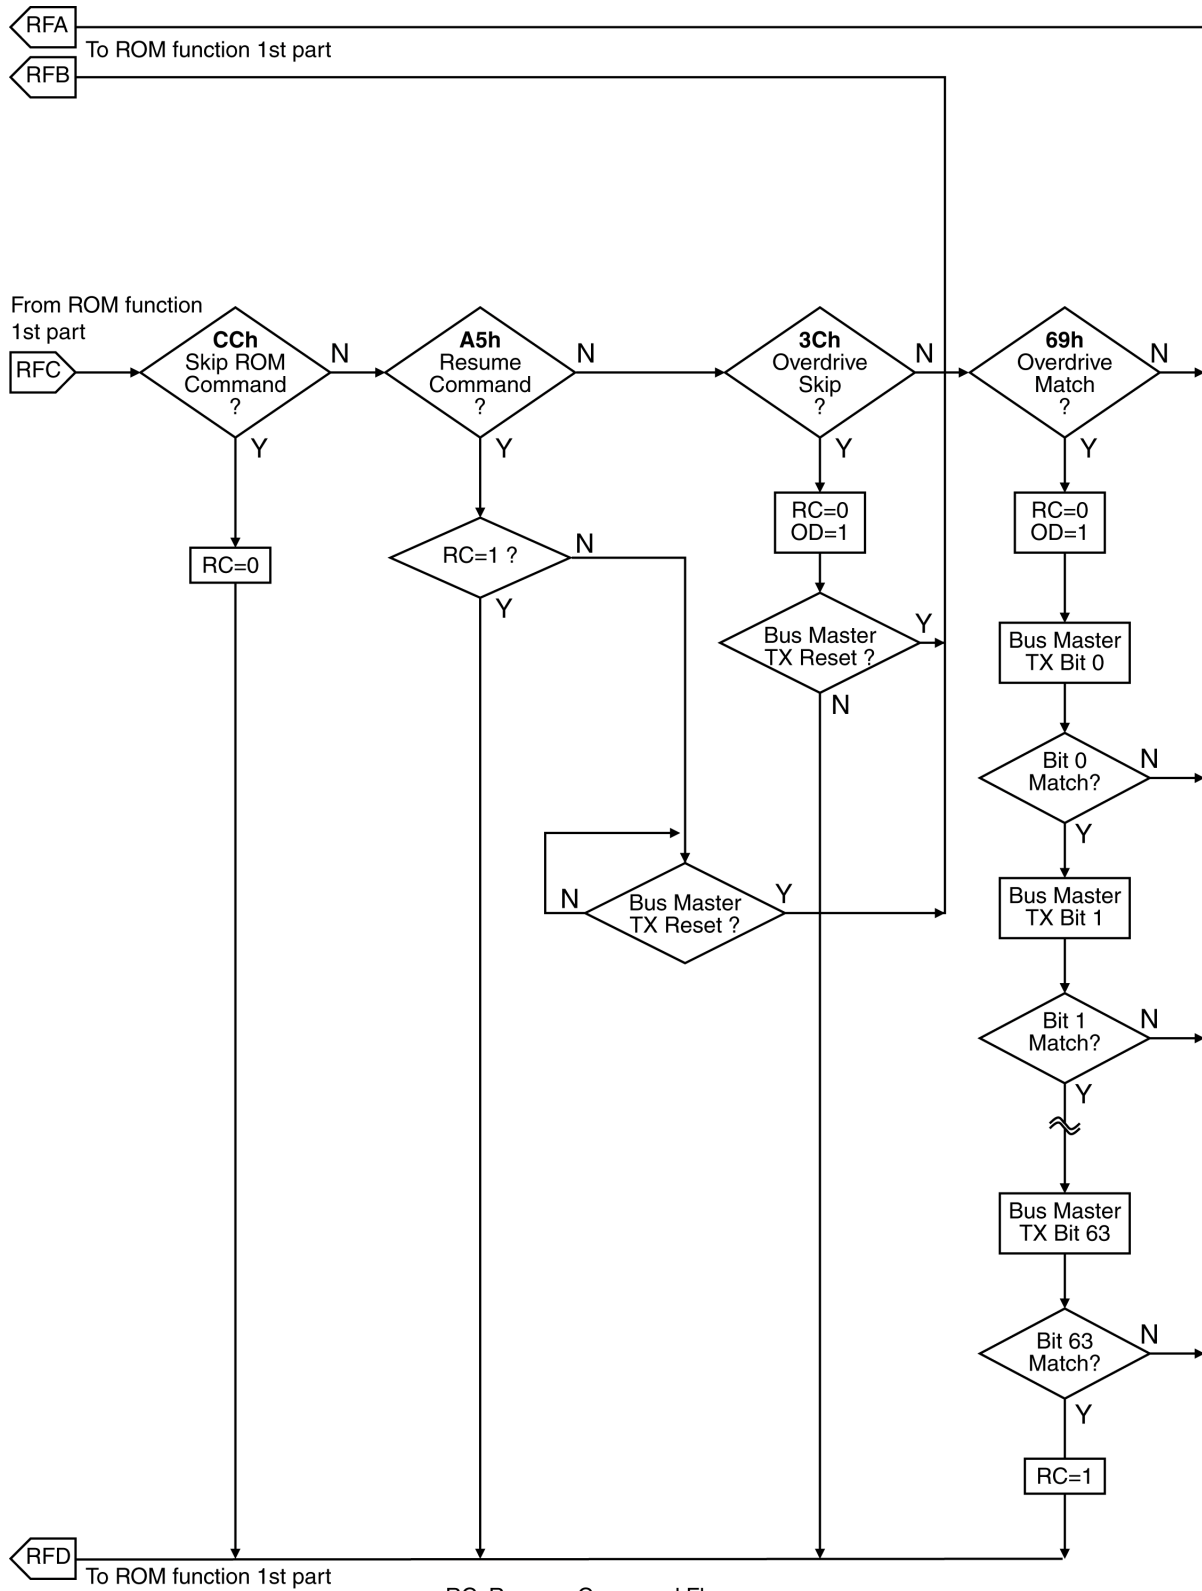 RFA
To ROM function 1st part
RFB
From ROM function
1st part
RFC
CCh
Skip ROM
Command
?
N
Y
A5h
Resume
Command
?
N
Y
3Ch
Overdrive
Skip
?
N
Y
69h
Overdrive
Match
?
N
Y
RC=0
RC=1 ?
N
Y
RC=0
OD=1
Bus Master
TX Reset ?
Y
N
Bus Master
TX Reset ?
N
Y
RC=0
OD=1
Bus Master
TX Bit 0
Bit 0
Match?
N
Y
Bus Master
TX Bit 1
Bit 1
Match?
N
Y
Bus Master
TX Bit 63
Bit 63
Match?
N
Y
RC=1
RFD
To ROM function 1st part